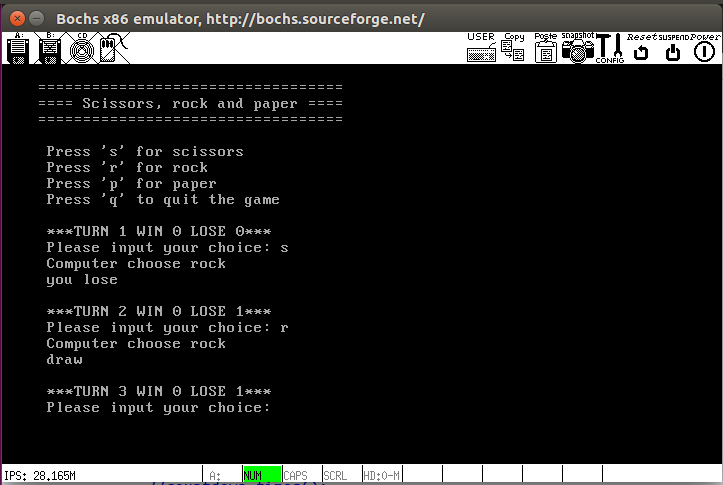 Bochs x86 emulator, http://bochs.sourceforge.net/
A: B: CD USER Copy Paste snapshot CONFIG Reset SUSPEND Power
==================================
==== Scissors, rock and paper ====
==================================
Press 's' for scissors
Press 'r' for rock
Press 'p' for paper
Press 'q' to quit the game
***TURN 1 WIN 0 LOSE 0***
Please input your choice: s
Computer choose rock
you lose
***TURN 2 WIN 0 LOSE 1***
Please input your choice: r
Computer choose rock
draw
***TURN 3 WIN 0 LOSE 1***
Please input your choice:
IPS: 28.165M A: NUM CAPS SCRL HD:0-M